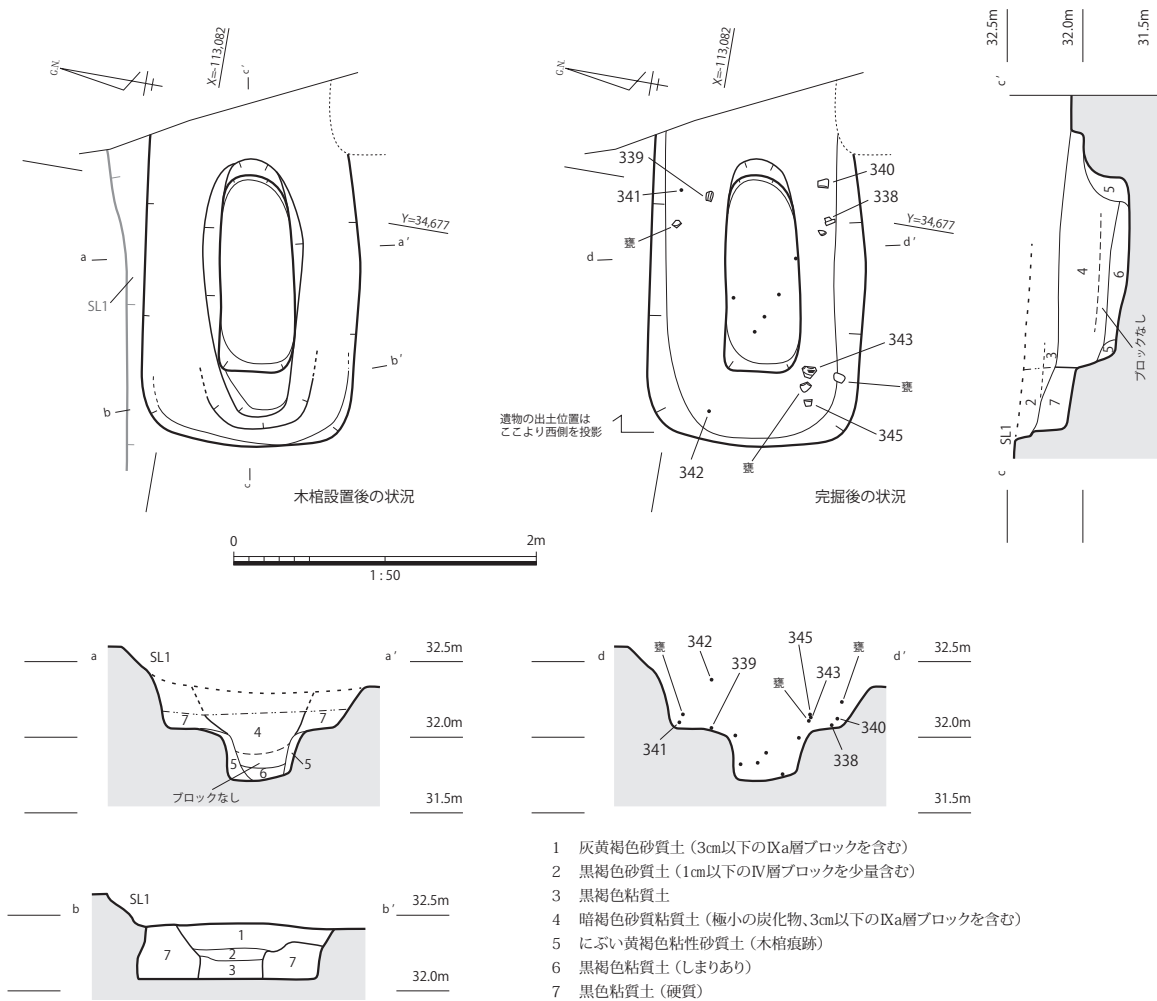 G.N.
X=-113,082
c′
Y=34,677
a
a′
SL1
b
b′
c
木棺設置後の状況
G.N.
X=-113,082
339
340
341
338
甕
Y=34,677
d
d′
343
甕
遺物の出土位置は
ここより西側を投影
345
342
甕
完掘後の状況
32.5m
32.0m
31.5m
c′
5
4
6
ブロックなし
3
5
2
7
SL1
c
0
2m
1 : 50
a
SL1
a′
32.5m
7
4
7
32.0m
5
6
5
ブロックなし
31.5m
d
甕
342
339
345
甕
343
甕
d′
32.5m
32.0m
341
340
338
31.5m
b
SL1
b′
32.5m
1
7
2
7
3
32.0m
1 灰黄褐色砂質土（3㎝以下のⅨa層ブロックを含む）
2 黒褐色砂質土（1㎝以下のⅣ層ブロックを少量含む）
3 黒褐色粘質土
4 暗褐色砂質粘質土（極小の炭化物、3㎝以下のⅨa層ブロックを含む）
5 にぶい黄褐色粘性砂質土（木棺痕跡）
6 黒褐色粘質土（しまりあり）
7 黒色粘質土（硬質）